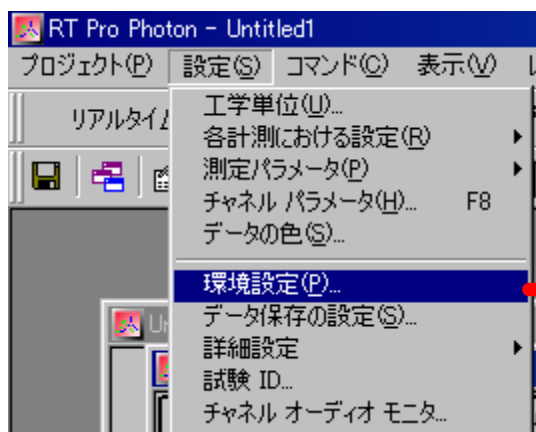 RT Pro Photon - Untitled1
プロジェクト(P) 設定(S) コマンド(C) 表示(V)
リアルタイム
工学単位(U)...
各計測における設定(R)
測定パラメータ(P)
チャネル パラメータ(H)... F8
データの色(S)...
環境設定(P)...
データ保存の設定(S)...
詳細設定
試験 ID...
チャネル オーディオ モニタ...